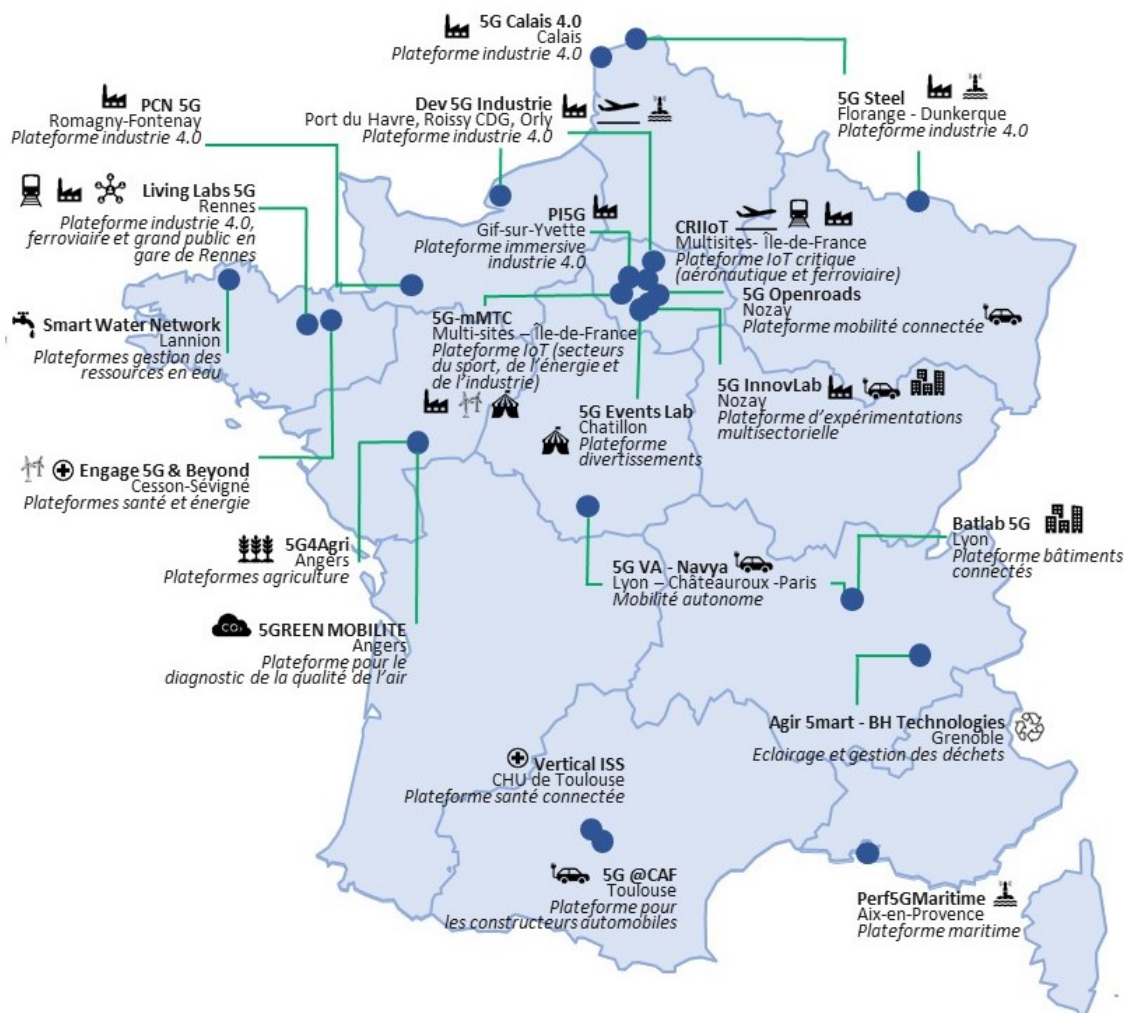 5G Calais 4.0
Calais
Plateforme industrie 4.0
PCN 5G
Romagny-Fontenay
Plateforme industrie 4.0
Dev 5G Industrie
Port du Havre, Roissy CDG, Orly
Plateforme industrie 4.0
5G Steel
Florange - Dunkerque
Plateforme industrie 4.0
Living Labs 5G
Rennes
Plateforme industrie 4.0,
ferroviaire et grand public en
gare de Rennes
PI5G
Gif-sur-Yvette
Plateforme immersive
industrie 4.0
CRIIoT
Multisites- Île-de-France
Plateforme IoT critique
(aéronautique et ferroviaire)
5G Openroads
Nozay
Plateforme mobilité connectée
Smart Water Network
Lannion
Plateformes gestion des
ressources en eau
5G-mMTC
Multi-sites – Île-de-France
Plateforme IoT (secteurs
du sport, de l'énergie et
de l'industrie)
5G InnovLab
Nozay
Plateforme d'expérimentations
multisectorielle
5G Events Lab
Chatillon
Plateforme
divertissements
Engage 5G & Beyond
Cesson-Sévigné
Plateformes santé et énergie
5G4Agri
Angers
Plateformes agriculture
5G VA - Navya
Lyon – Châteauroux -Paris
Mobilité autonome
Batlab 5G
Lyon
Plateforme bâtiments
connectés
CO₂
5GREEN MOBILITE
Angers
Plateforme pour le
diagnostic de la qualité de l'air
Agir 5mart - BH Technologies
Grenoble
Eclairage et gestion des déchets
Vertical ISS
CHU de Toulouse
Plateforme santé connectée
5G @CAF
Toulouse
Plateforme pour
les constructeurs automobiles
Perf5GMaritime
Aix-en-Provence
Plateforme maritime